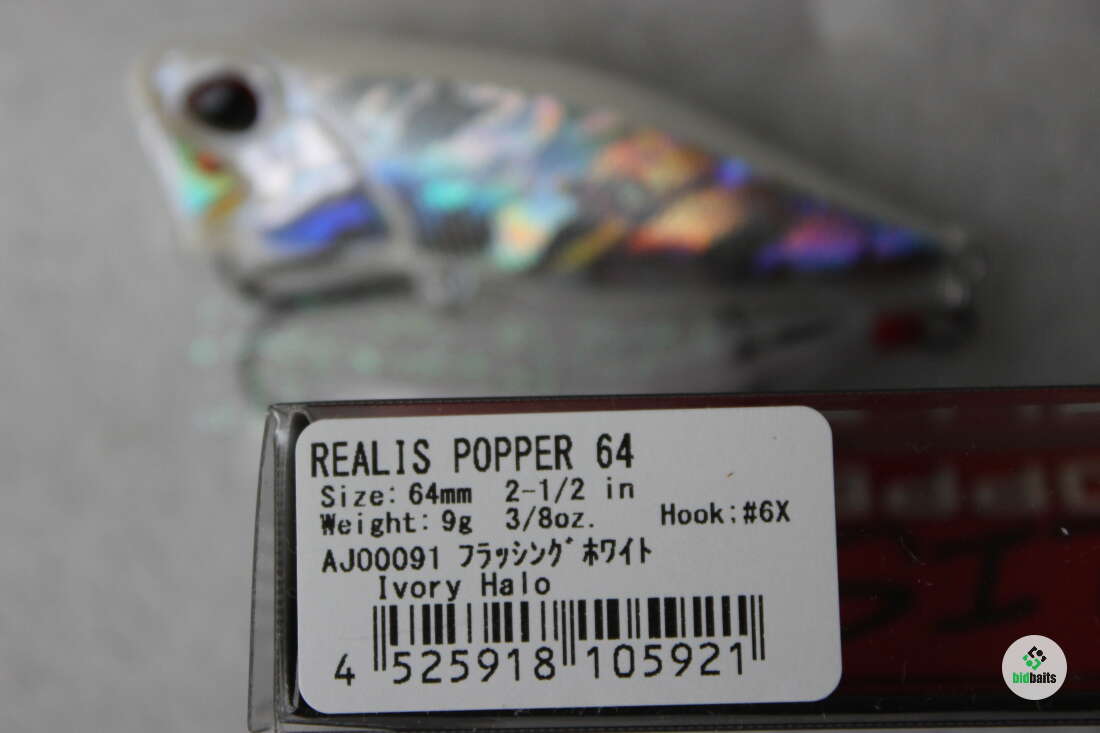 REALIS POPPER 64
Size: 64mm 2-1/2 in
Weight: 9g 3/8oz. Hook:#6X
AJ00091 フラッシングホワイト
Ivory Halo
4 525918 105921
bidbaits